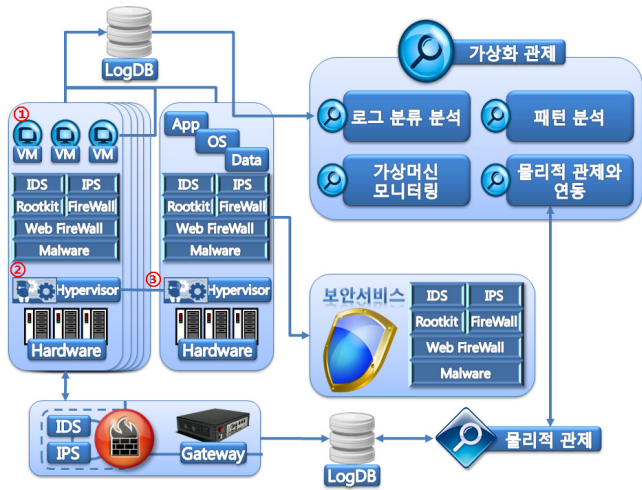 LogDB
가상화 관제
로그 분류 분석
패턴 분석
가상머신
모니터링
물리적 관제와
연동
①
VM
VM
VM
IDS
IPS
Rootkit
FireWall
Web FireWall
Malware
②
Hypervisor
Hardware
App
OS
Data
IDS
IPS
Rootkit
FireWall
Web FireWall
Malware
③
Hypervisor
Hardware
보안서비스
IDS
IPS
Rootkit
FireWall
Web FireWall
Malware
IDS
IPS
Gateway
LogDB
물리적 관제